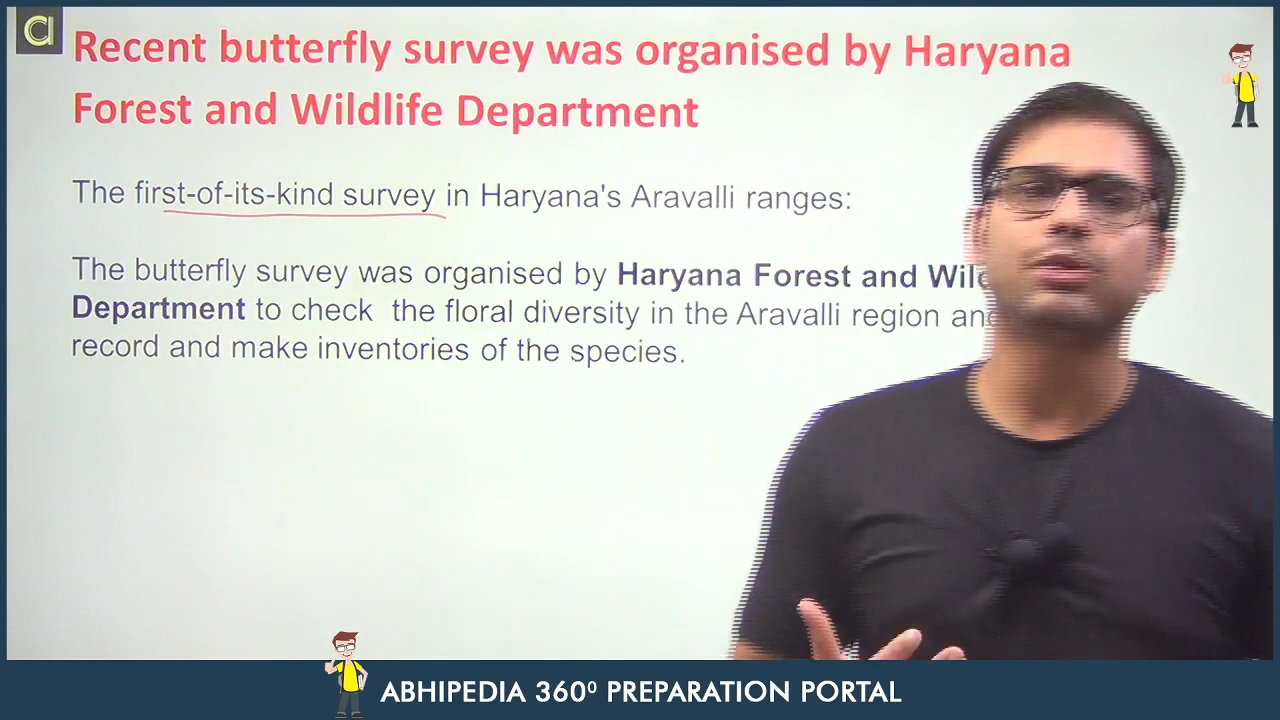 a
Recent butterfly survey was organised by Haryana
Forest and Wildlife Department
The first-of-its-kind survey in Haryana's Aravalli ranges:
The butterfly survey was organised by Haryana Forest and
Department to check the floral diversity in the Aravalli region
record and make inventories of the species.
ABHIPEDIA 360⁰ PREPARATION PORTAL